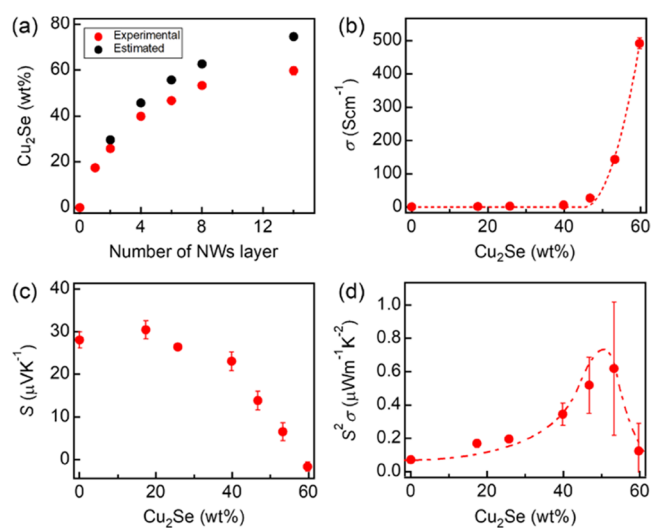 (a)
80
60
40
20
0
Cu₂Se (wt%)
Experimental
Estimated
0 4 8 12
Number of NWs layer
(b)
500
400
300
200
100
0
σ (Scm⁻¹)
0 20 40 60
Cu₂Se (wt%)
(c)
40
30
20
10
0
S (μVK⁻¹)
0 20 40 60
Cu₂Se (wt%)
(d)
1.0
0.8
0.6
0.4
0.2
0.0
S²σ (μWm⁻¹K⁻²)
0 20 40 60
Cu₂Se (wt%)